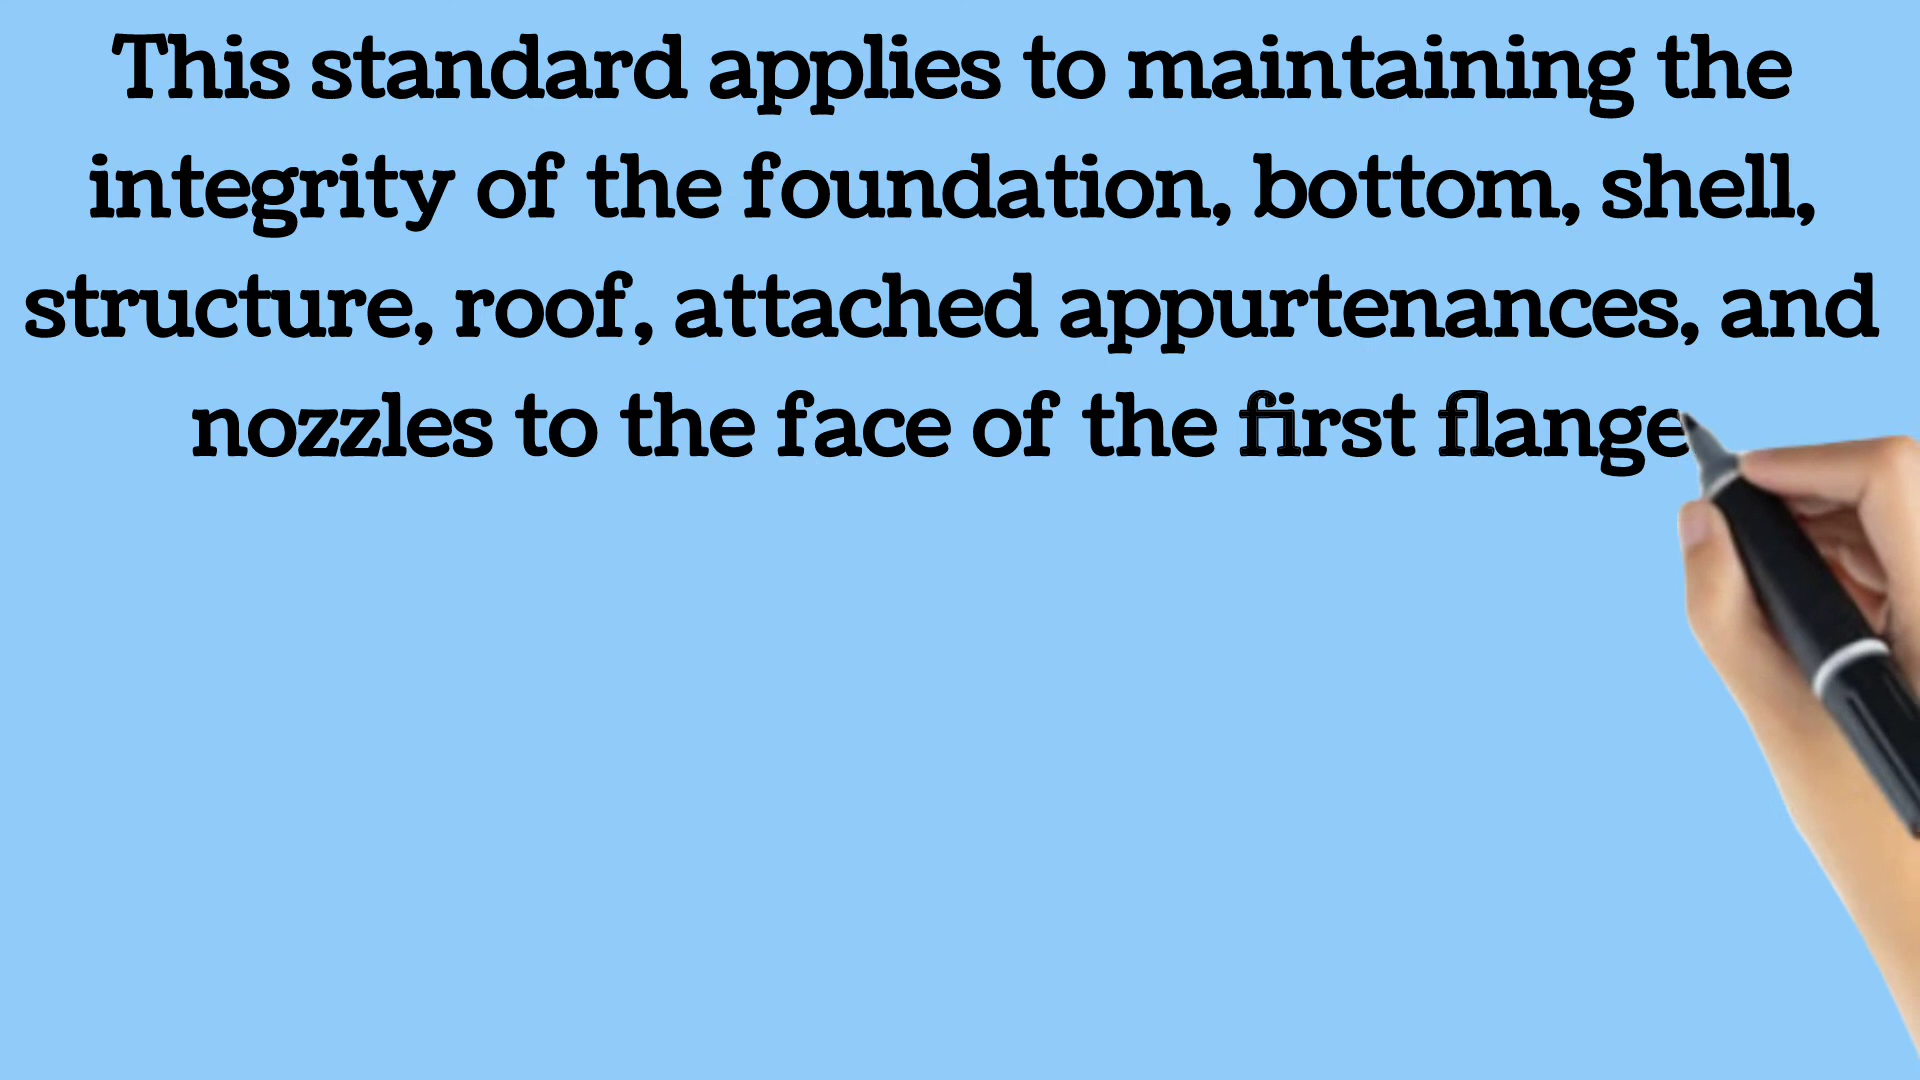 This standard applies to maintaining the
integrity of the foundation, bottom, shell,
structure, roof, attached appurtenances, and
nozzles to the face of the first flange